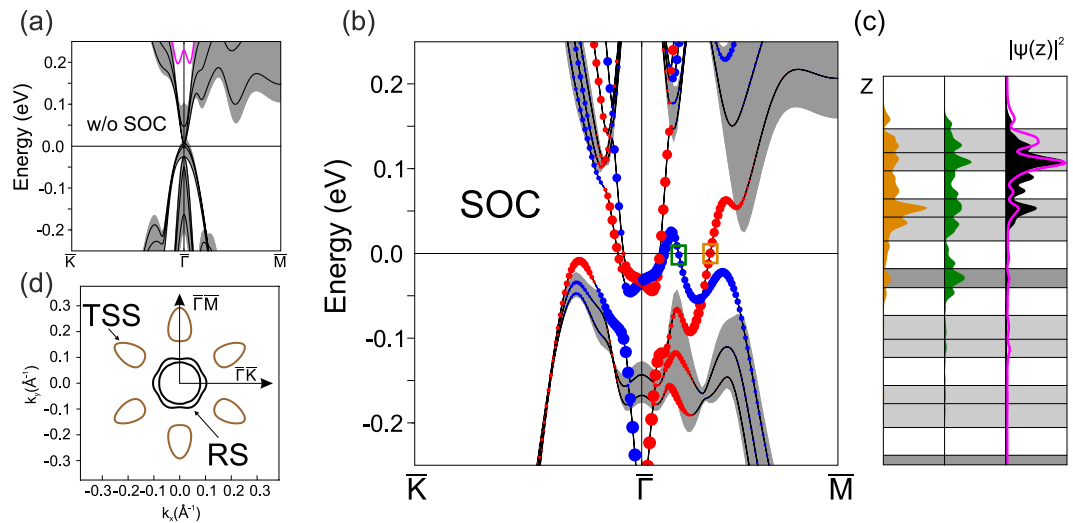 (a)
Energy (eV)
0.2
0.1
0.0
-0.1
-0.2
w/o SOC
K̅
Γ̅
M̅
(b)
Energy (eV)
0.2
0.1
0.0
-0.1
-0.2
SOC
K̅
Γ̅
M̅
(c)
|ψ(z)|²
z
(d)
k_y(Å⁻¹)
0.3
0.2
0.1
0.0
-0.1
-0.2
-0.3
TSS
Γ̅M̅
Γ̅K̅
RS
-0.3 -0.2 -0.1 0.0 0.1 0.2 0.3
k_x(Å⁻¹)